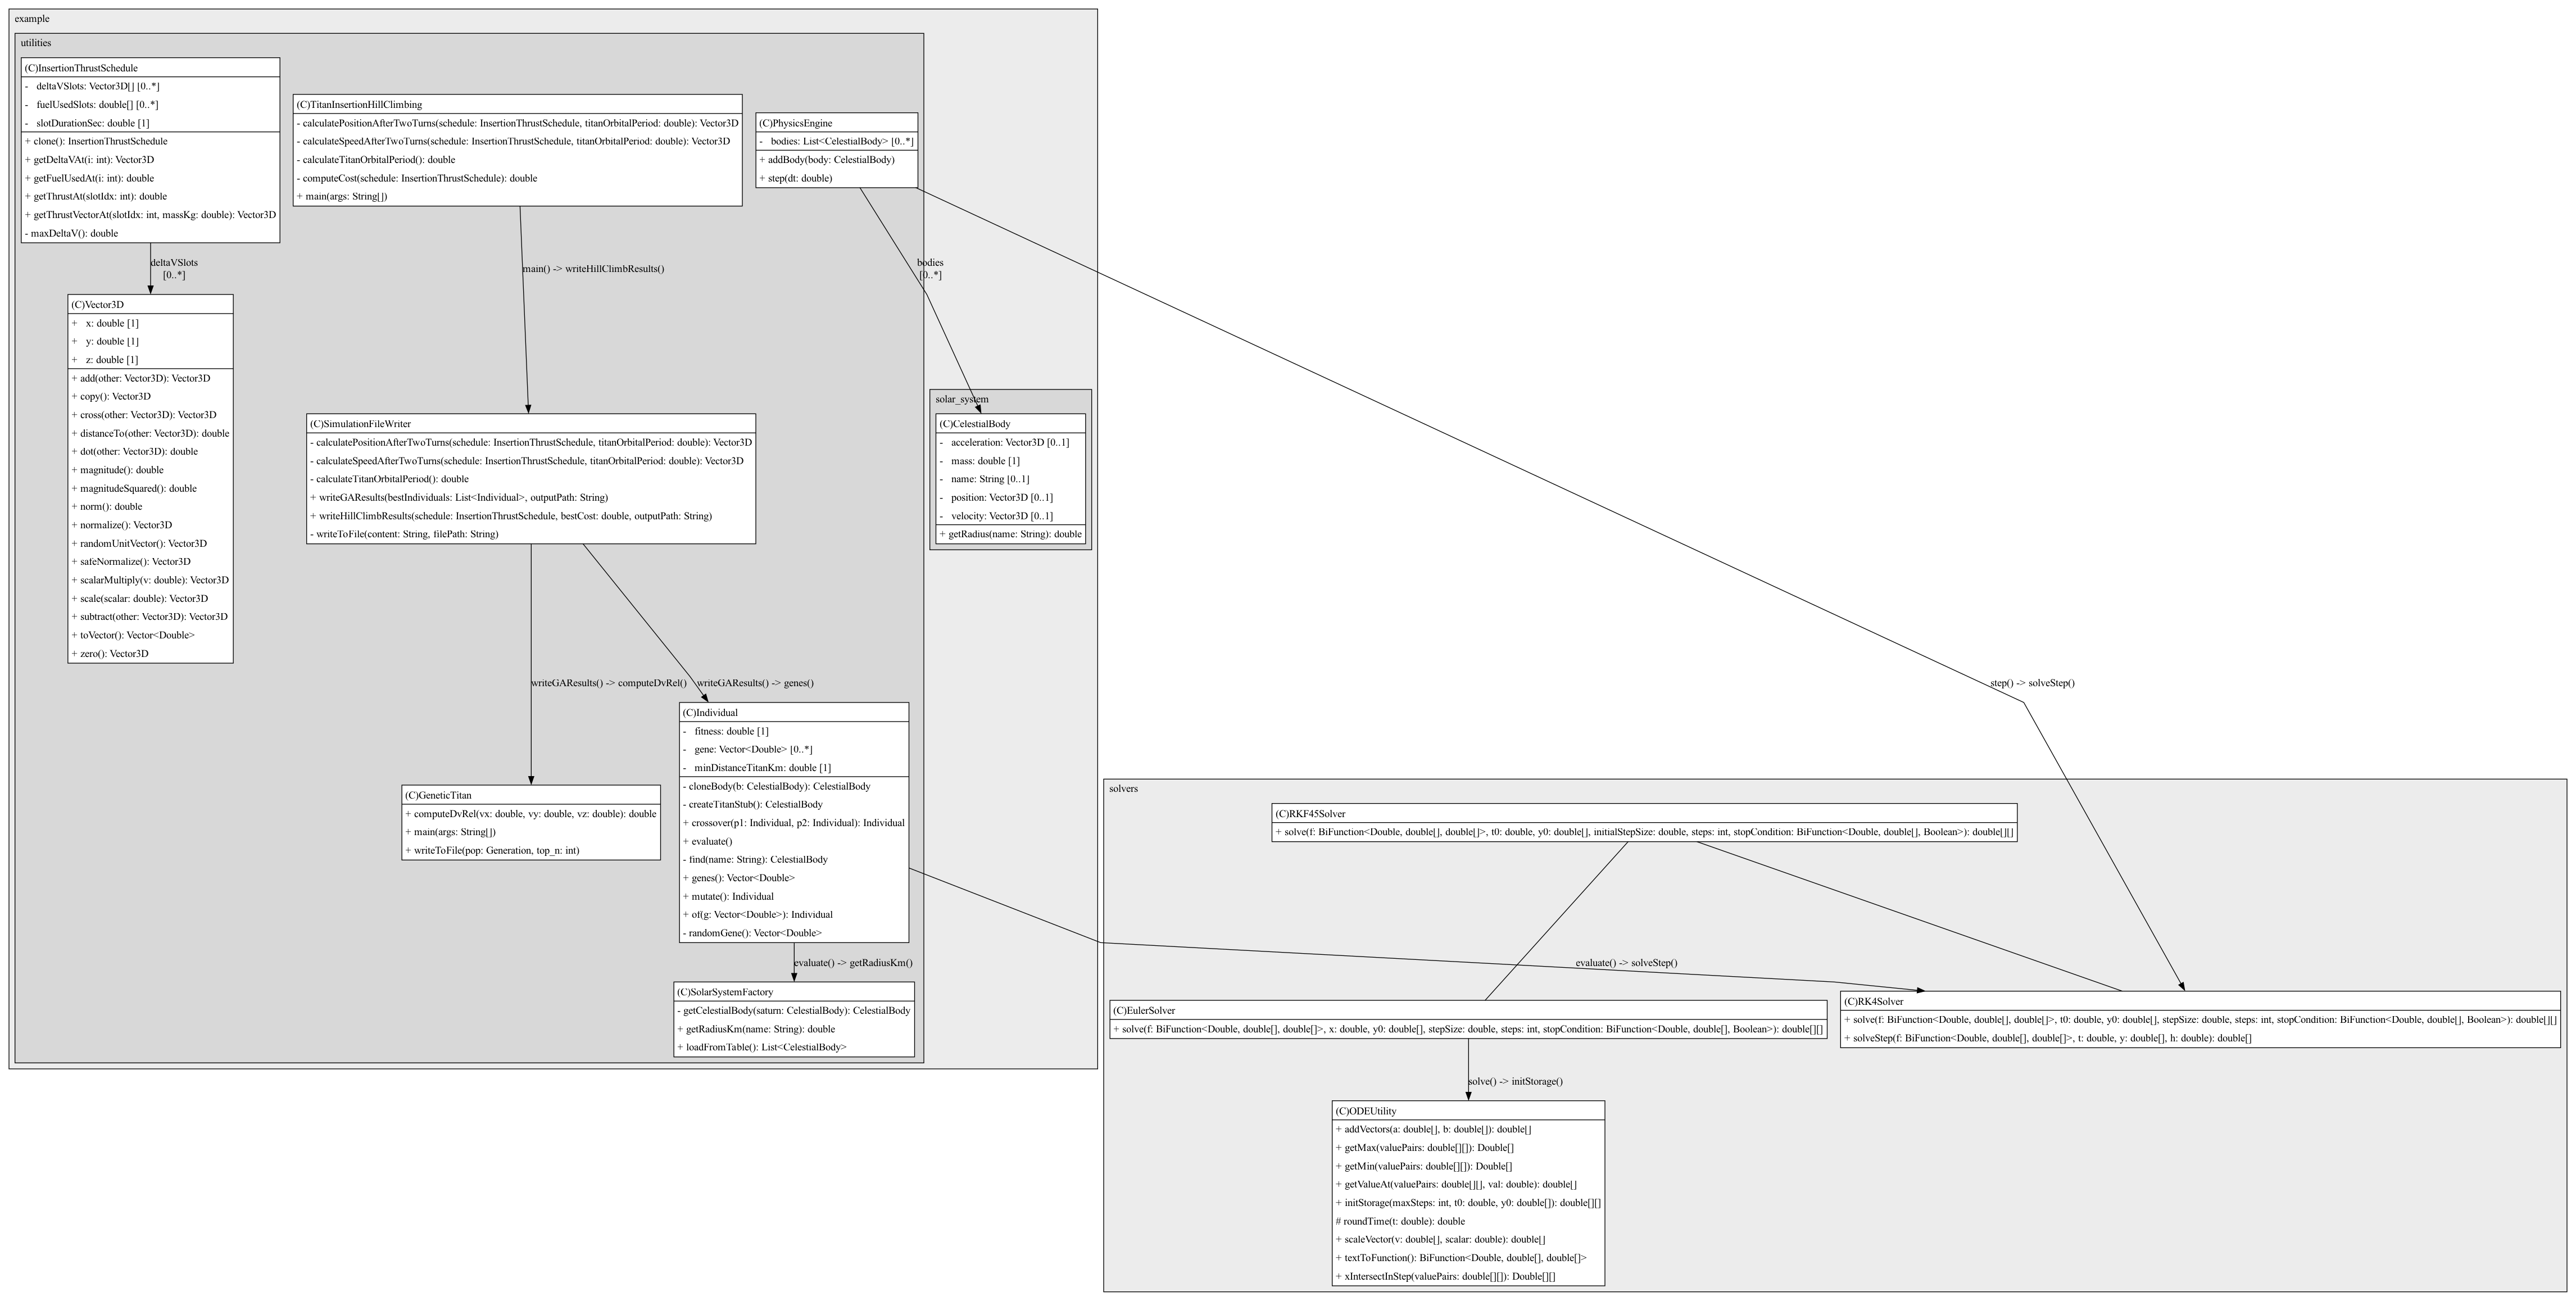 example
utilities
(C)InsertionThrustSchedule
-   deltaVSlots: Vector3D[] [0..*]
-   fuelUsedSlots: double[] [0..*]
-   slotDurationSec: double [1]
+ clone(): InsertionThrustSchedule
+ getDeltaVAt(i: int): Vector3D
+ getFuelUsedAt(i: int): double
+ getThrustAt(slotIdx: int): double
+ getThrustVectorAt(slotIdx: int, massKg: double): Vector3D
- maxDeltaV(): double
(C)TitanInsertionHillClimbing
- calculatePositionAfterTwoTurns(schedule: InsertionThrustSchedule, titanOrbitalPeriod: double): Vector3D
- calculateSpeedAfterTwoTurns(schedule: InsertionThrustSchedule, titanOrbitalPeriod: double): Vector3D
- calculateTitanOrbitalPeriod(): double
- computeCost(schedule: InsertionThrustSchedule): double
+ main(args: String[])
(C)PhysicsEngine
-   bodies: List<CelestialBody> [0..*]
+ addBody(body: CelestialBody)
+ step(dt: double)
deltaVSlots
[0..*]
main() -> writeHillClimbResults()
bodies
[0..*]
(C)Vector3D
+   x: double [1]
+   y: double [1]
+   z: double [1]
+ add(other: Vector3D): Vector3D
+ copy(): Vector3D
+ cross(other: Vector3D): Vector3D
+ distanceTo(other: Vector3D): double
+ dot(other: Vector3D): double
+ magnitude(): double
+ magnitudeSquared(): double
+ norm(): double
+ normalize(): Vector3D
+ randomUnitVector(): Vector3D
+ safeNormalize(): Vector3D
+ scalarMultiply(v: double): Vector3D
+ scale(scalar: double): Vector3D
+ subtract(other: Vector3D): Vector3D
+ toVector(): Vector<Double>
+ zero(): Vector3D
(C)SimulationFileWriter
- calculatePositionAfterTwoTurns(schedule: InsertionThrustSchedule, titanOrbitalPeriod: double): Vector3D
- calculateSpeedAfterTwoTurns(schedule: InsertionThrustSchedule, titanOrbitalPeriod: double): Vector3D
- calculateTitanOrbitalPeriod(): double
+ writeGAResults(bestIndividuals: List<Individual>, outputPath: String)
+ writeHillClimbResults(schedule: InsertionThrustSchedule, bestCost: double, outputPath: String)
- writeToFile(content: String, filePath: String)
solar_system
(C)CelestialBody
-   acceleration: Vector3D [0..1]
-   mass: double [1]
-   name: String [0..1]
-   position: Vector3D [0..1]
-   velocity: Vector3D [0..1]
+ getRadius(name: String): double
writeGAResults() -> computeDvRel()
writeGAResults() -> genes()
step() -> solveStep()
(C)GeneticTitan
+ computeDvRel(vx: double, vy: double, vz: double): double
+ main(args: String[])
+ writeToFile(pop: Generation, top_n: int)
(C)Individual
-   fitness: double [1]
-   gene: Vector<Double> [0..*]
-   minDistanceTitanKm: double [1]
- cloneBody(b: CelestialBody): CelestialBody
- createTitanStub(): CelestialBody
+ crossover(p1: Individual, p2: Individual): Individual
+ evaluate()
- find(name: String): CelestialBody
+ genes(): Vector<Double>
+ mutate(): Individual
+ of(g: Vector<Double>): Individual
- randomGene(): Vector<Double>
evaluate() -> getRadiusKm()
(C)SolarSystemFactory
- getCelestialBody(saturn: CelestialBody): CelestialBody
+ getRadiusKm(name: String): double
+ loadFromTable(): List<CelestialBody>
solvers
(C)RKF45Solver
+ solve(f: BiFunction<Double, double[], double[]>, t0: double, y0: double[], initialStepSize: double, steps: int, stopCondition: BiFunction<Double, double[], Boolean>): double[][]
evaluate() -> solveStep()
(C)EulerSolver
+ solve(f: BiFunction<Double, double[], double[]>, x: double, y0: double[], stepSize: double, steps: int, stopCondition: BiFunction<Double, double[], Boolean>): double[][]
(C)RK4Solver
+ solve(f: BiFunction<Double, double[], double[]>, t0: double, y0: double[], stepSize: double, steps: int, stopCondition: BiFunction<Double, double[], Boolean>): double[][]
+ solveStep(f: BiFunction<Double, double[], double[]>, t: double, y: double[], h: double): double[]
solve() -> initStorage()
(C)ODEUtility
+ addVectors(a: double[], b: double[]): double[]
+ getMax(valuePairs: double[][]): Double[]
+ getMin(valuePairs: double[][]): Double[]
+ getValueAt(valuePairs: double[][], val: double): double[]
+ initStorage(maxSteps: int, t0: double, y0: double[]): double[][]
# roundTime(t: double): double
+ scaleVector(v: double[], scalar: double): double[]
+ textToFunction(): BiFunction<Double, double[], double[]>
+ xIntersectInStep(valuePairs: double[][]): Double[][]